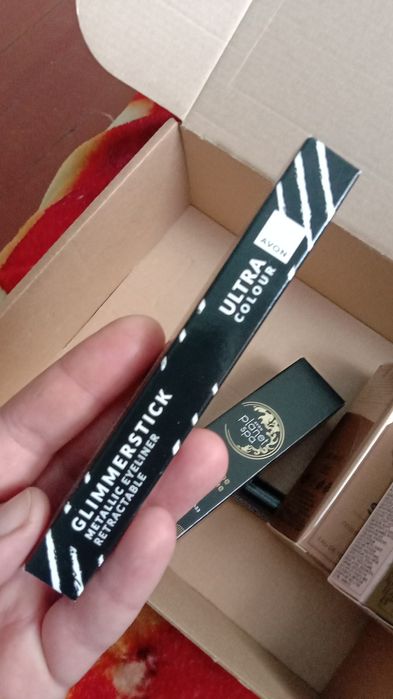 AVON
ULTRA
COLOUR
GLIMMERSTICK
METALLIC EYELINER
RETRACTABLE
planet
spa